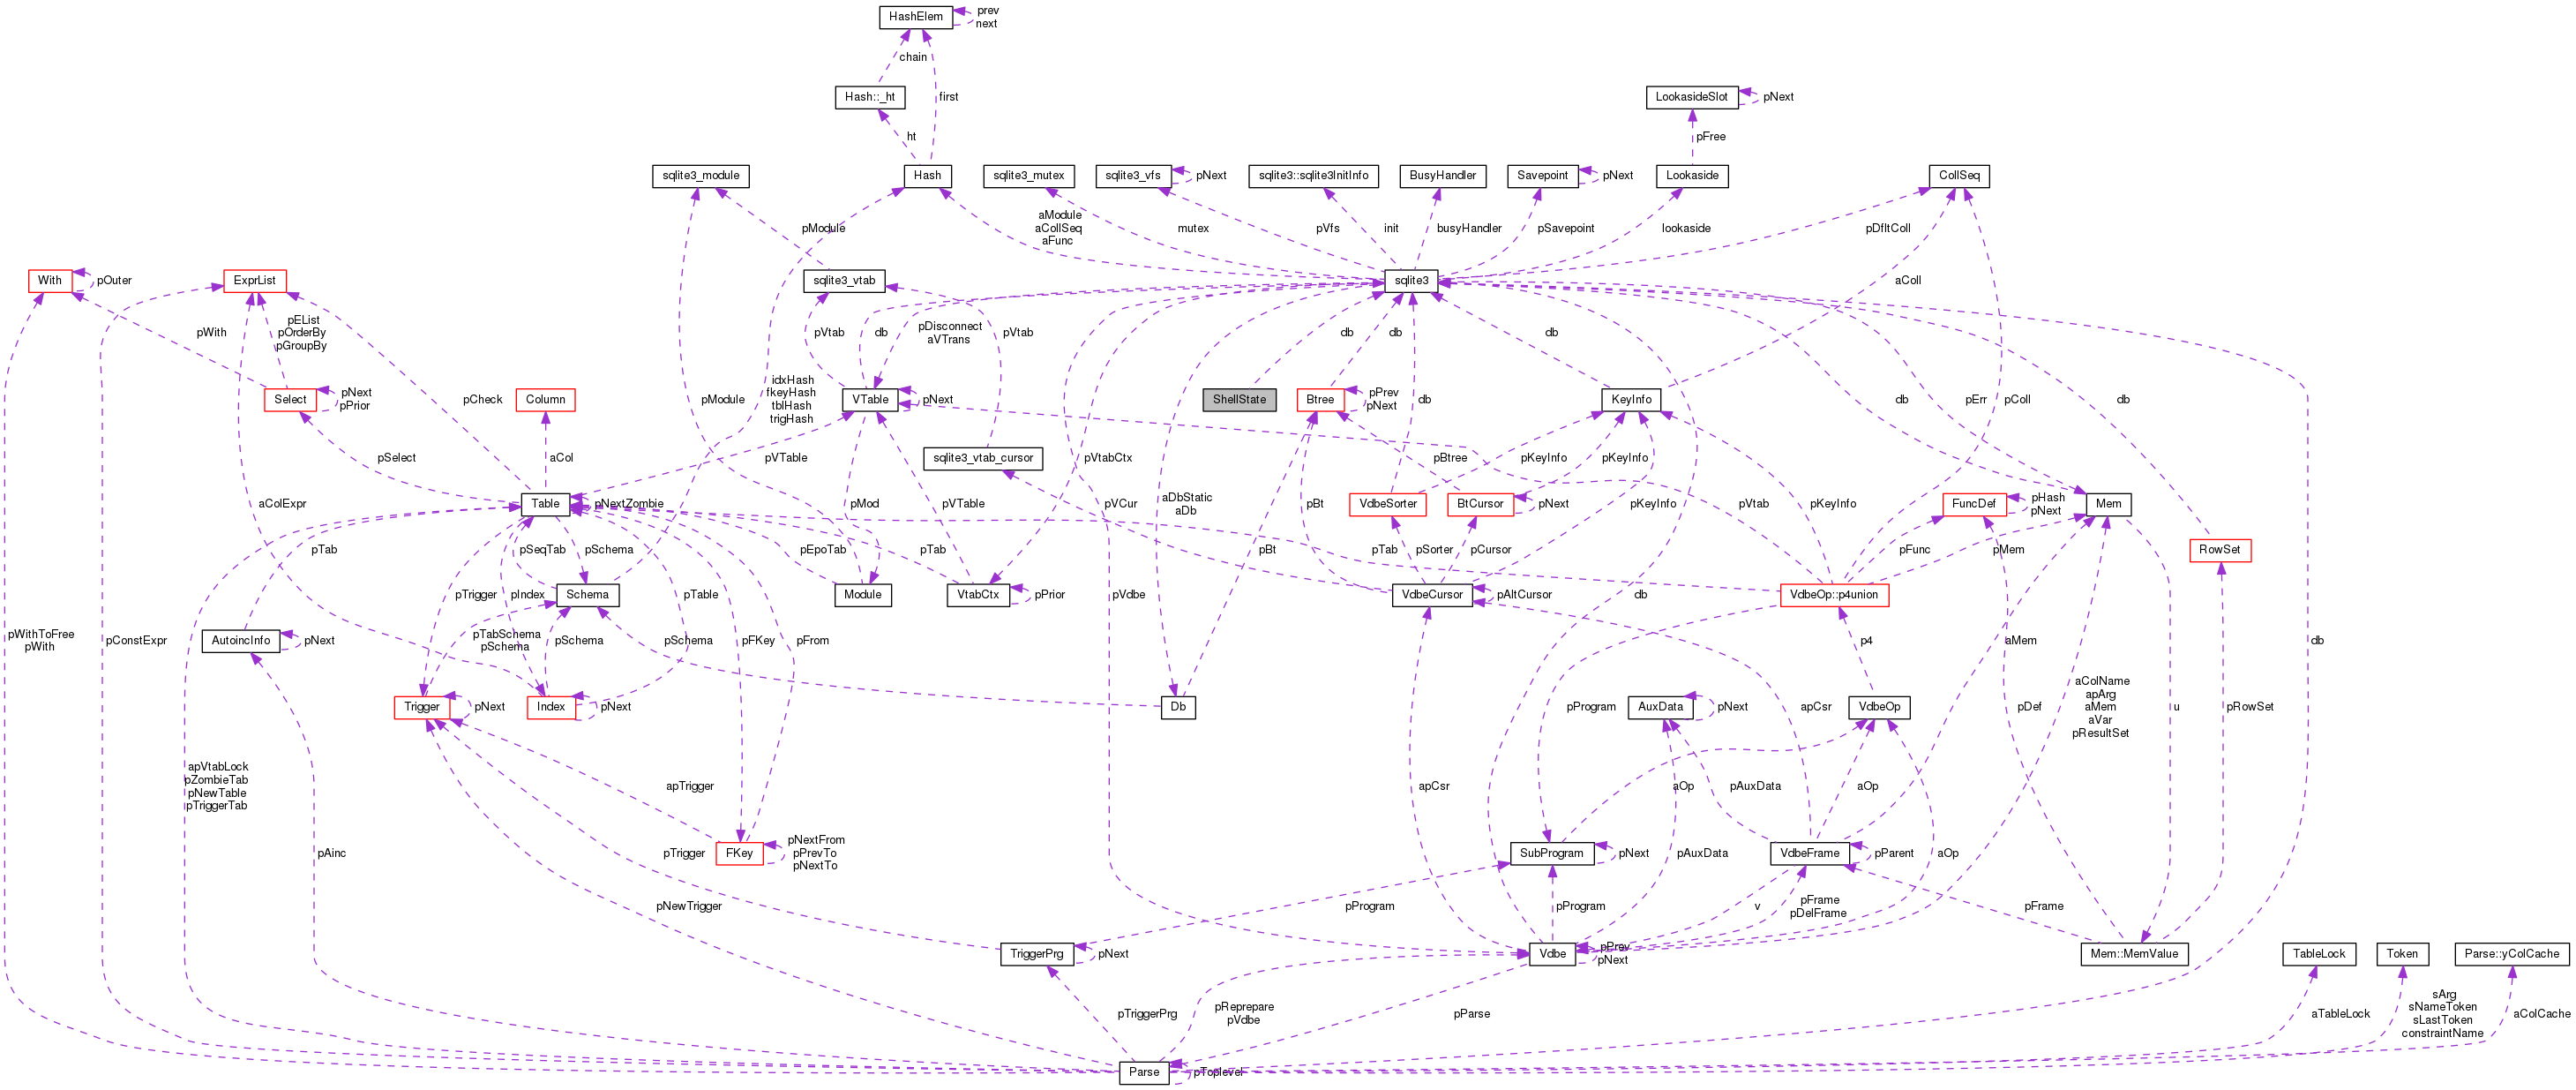 HashElem
prev
next
chain
Hash::_ht
first
LookasideSlot
pNext
ht
pFree
sqlite3_module
Hash
sqlite3_mutex
sqlite3_vfs
pNext
sqlite3::sqlite3InitInfo
BusyHandler
Savepoint
pNext
Lookaside
CollSeq
pModule
aModule
aCollSeq
aFunc
mutex
pVfs
init
busyHandler
pSavepoint
lookaside
pDfltColl
With
pOuter
ExprList
sqlite3_vtab
sqlite3
aColl
pWith
pEList
pOrderBy
pGroupBy
pVtab
db
pDisconnect
aVTrans
pVtab
db
db
db
db
pErr
db
Select
pNext
pPrior
pCheck
Column
pModule
idxHash
fkeyHash
tblHash
trigHash
VTable
pNext
ShellState
Btree
pPrev
pNext
db
KeyInfo
pColl
pSelect
aCol
pVTable
sqlite3_vtab_cursor
pVtabCtx
pBtree
pKeyInfo
pKeyInfo
aColExpr
Table
pNextZombie
pMod
pVTable
pVCur
aDbStatic
aDb
pBt
VdbeSorter
BtCursor
pNext
pKeyInfo
pVtab
pKeyInfo
FuncDef
pHash
pNext
Mem
pTab
pSeqTab
pSchema
pEpoTab
pTab
pBt
pSorter
pCursor
pTab
pFunc
pMem
RowSet
pTrigger
pIndex
Schema
pTable
Module
VtabCtx
pPrior
pVdbe
VdbeCursor
pAltCursor
db
VdbeOp::p4union
pWithToFree
pWith
pConstExpr
AutoincInfo
pNext
pTabSchema
pSchema
pSchema
pSchema
pFKey
pFrom
p4
aMem
db
Trigger
pNext
Index
pNext
Db
pProgram
AuxData
pNext
apCsr
VdbeOp
pDef
aColName
apArg
aMem
aVar
pResultSet
u
pRowSet
apVtabLock
pZombieTab
pNewTable
pTriggerTab
apTrigger
apCsr
aOp
pAuxData
aOp
pAinc
pTrigger
FKey
pNextFrom
pPrevTo
pNextTo
SubProgram
pNext
pAuxData
VdbeFrame
pParent
aOp
pNewTrigger
pProgram
pProgram
v
pFrame
pDelFrame
pFrame
TriggerPrg
pNext
Vdbe
pPrev
pNext
Mem::MemValue
TableLock
Token
Parse::yColCache
pTriggerPrg
pReprepare
pVdbe
pParse
aTableLock
sArg
sNameToken
sLastToken
constraintName
aColCache
Parse
pToplevel